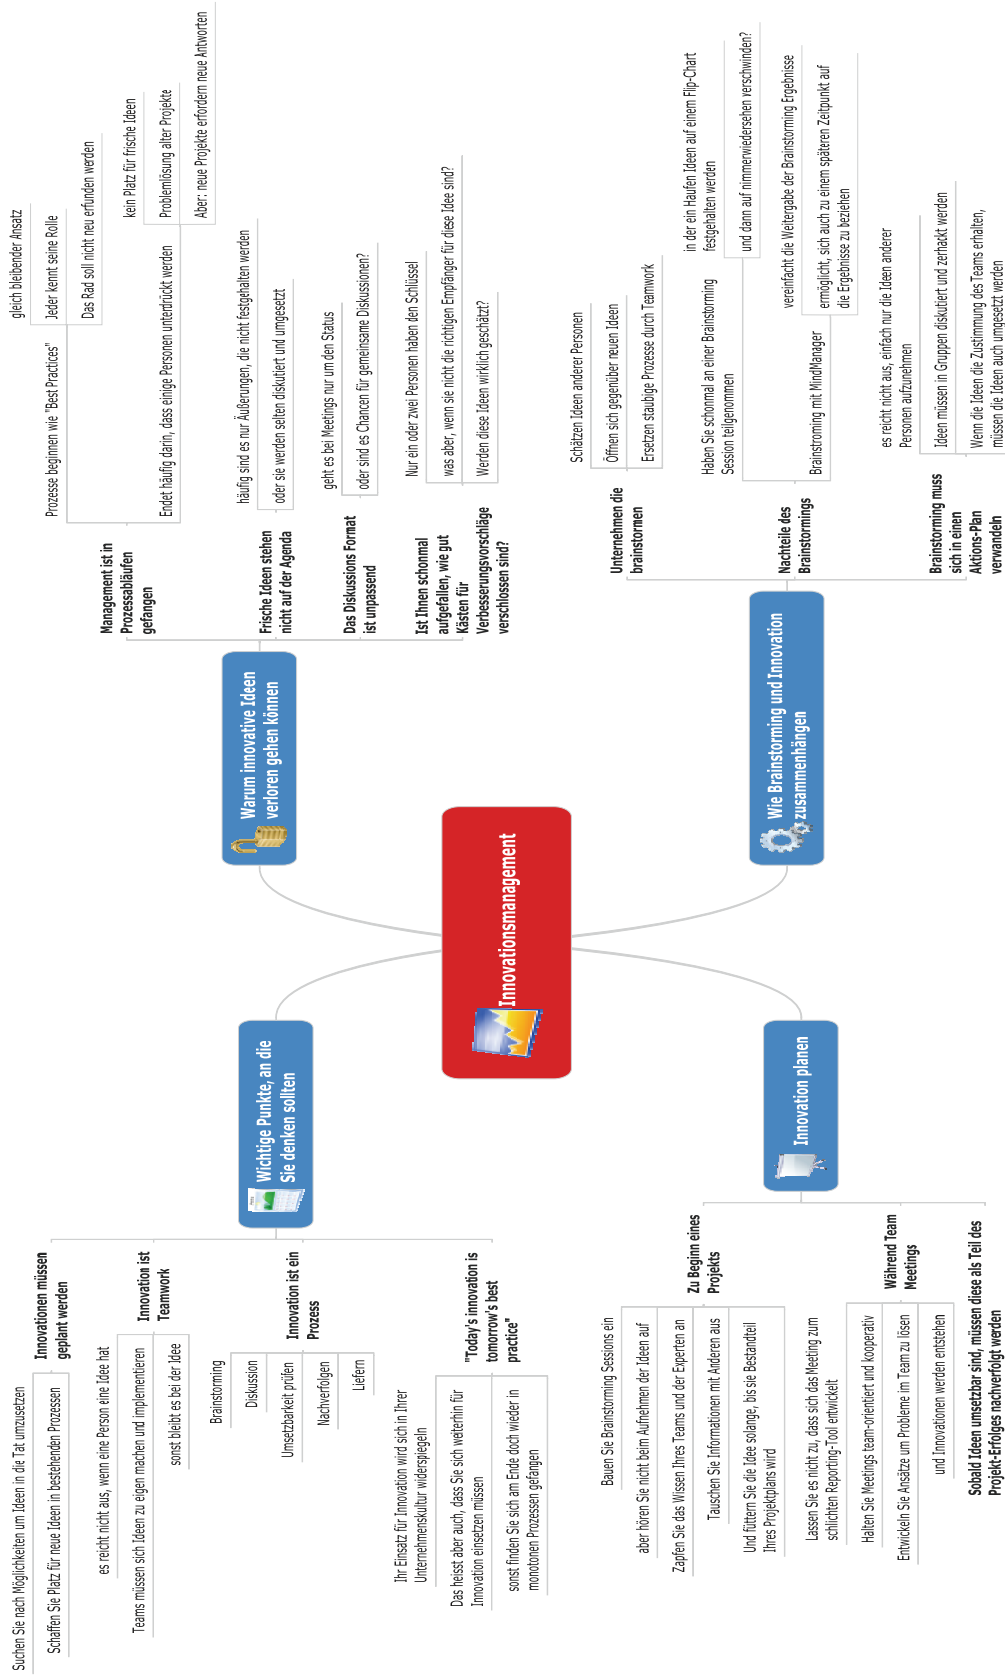 Innovationsmanagement
Warum innovative Ideen
verloren gehen können
Management ist in
Prozessabläufen
gefangen
Prozesse beginnen wie "Best Practices"
gleich bleibender Ansatz
Jeder kennt seine Rolle
Das Rad soll nicht neu erfunden werden
Endet häufig darin, dass einige Personen unterdrückt werden
kein Platz für frische Ideen
Problemlösung alter Projekte
Aber: neue Projekte erfordern neue Antworten
Frische Ideen stehen
nicht auf der Agenda
häufig sind es nur Äußerungen, die nicht festgehalten werden
oder sie werden selten diskutiert und umgesetzt
Das Diskussions Format
ist unpassend
geht es bei Meetings nur um den Status
oder sind es Chancen für gemeinsame Diskussionen?
Ist Ihnen schonmal
aufgefallen, wie gut
Kästen für
Verbesserungsvorschläge
verschlossen sind?
Nur ein oder zwei Personen haben den Schlüssel
was aber, wenn sie nicht die richtigen Empfänger für diese Idee sind?
Werden diese Ideen wirklich geschätzt?
Wie Brainstorming und Innovation
zusammenhängen
Unternehmen die
brainstormen
Schätzen Ideen anderer Personen
Öffnen sich gegenüber neuen Ideen
Ersetzen staubige Prozesse durch Teamwork
Nachteile des
Brainstormings
Haben Sie schonmal an einer Brainstorming
Session teilgenommen
in der ein Haufen Ideen auf einem Flip-Chart
festgehalten werden
und dann auf nimmerwiedersehen verschwinden?
Brainstroming mit MindManager
vereinfacht die Weitergabe der Brainstorming Ergebnisse
ermöglicht, sich auch zu einem späteren Zeitpunkt auf
die Ergebnisse zu beziehen
Brainstorming muss
sich in einen
Aktions-Plan
verwandeln
es reicht nicht aus, einfach nur die Ideen anderer
Personen aufzunehmen
Ideen müssen in Gruppen diskutiert und zerhackt werden
Wenn die Ideen die Zustimmung des Teams erhalten,
müssen die Ideen auch umgesetzt werden
Wichtige Punkte, an die
Sie denken sollten
Innovationen müssen
geplant werden
Suchen Sie nach Möglichkeiten um Ideen in die Tat umzusetzen
Schaffen Sie Platz für neue Ideen in bestehenden Prozessen
Innovation ist
Teamwork
es reicht nicht aus, wenn eine Person eine Idee hat
Teams müssen sich Ideen zu eigen machen und implementieren
sonst bleibt es bei der Idee
Innovation ist ein
Prozess
Brainstorming
Diskussion
Umsetzbarkeit prüfen
Nachverfolgen
Liefern
"Today's innovation is
tomorrow's best
practice"
Ihr Einsatz für Innovation wird sich in Ihrer
Unternehmenskultur widerspiegeln
Das heisst aber auch, dass Sie sich weiterhin für
Innovation einsetzen müssen
sonst finden Sie sich am Ende doch wieder in
monotonen Prozessen gefangen
Innovation planen
Zu Beginn eines
Projekts
Bauen Sie Brainstorming Sessions ein
aber hören Sie nicht beim Aufnehmen der Ideen auf
Zapfen Sie das Wissen Ihres Teams und der Experten an
Tauschen Sie Informationen mit Anderen aus
Und füttern Sie die Idee solange, bis sie Bestandteil
Ihres Projektplans wird
Während Team
Meetings
Lassen Sie es nicht zu, dass sich das Meeting zum
schlichten Reporting-Tool entwickelt
Halten Sie Meetings team-orientiert und kooperativ
Entwickeln Sie Ansätze um Probleme im Team zu lösen
und Innovationen werden entstehen
Sobald Ideen umsetzbar sind, müssen diese als Teil des
Projekt-Erfolges nachverfolgt werden